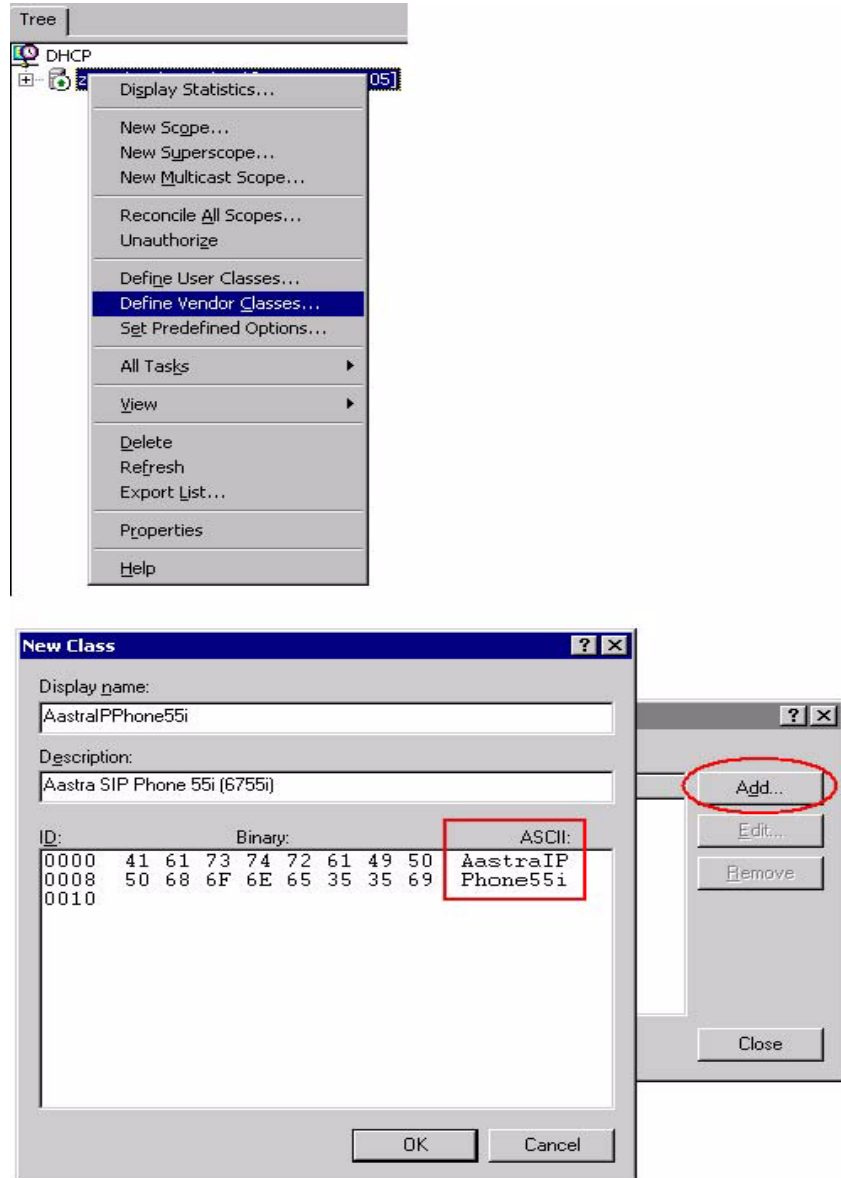 Tree
DHCP
05]
Display Statistics...
New Scope...
New Superscope...
New Multicast Scope...
Reconcile All Scopes...
Unauthorize
Define User Classes...
Define Vendor Classes...
Set Predefined Options...
All Tasks
View
Delete
Refresh
Export List...
Properties
Help
New Class
Display name:
AastraIPPhone55i
Description:
Aastra SIP Phone 55i (6755i)
Add...
Edit...
Remove
ID: Binary: ASCII:
0000 41 61 73 74 72 61 49 50 AastraIP
0008 50 68 6F 6E 65 35 35 69 Phone55i
0010
Close
OK Cancel